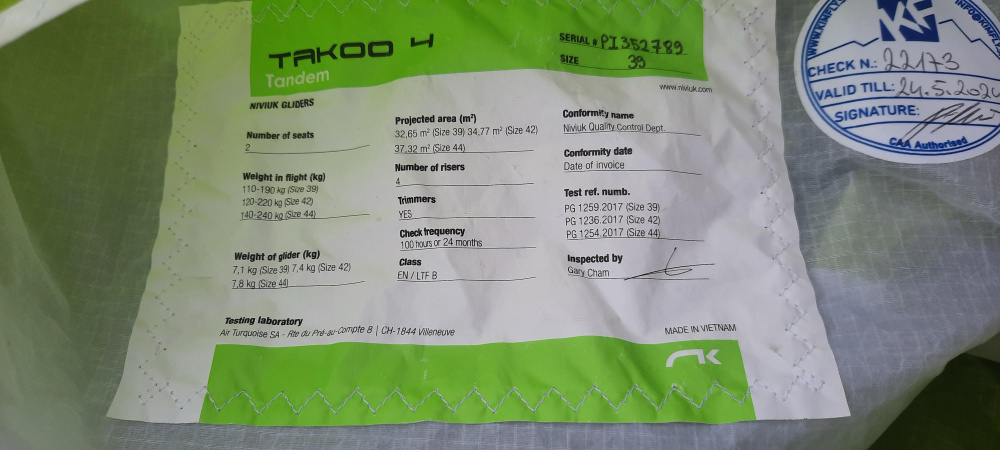 TAKOO 4
Tandem
SERIAL # PI352789
SIZE 39
www.niviuk.com
NIVIUK GLIDERS
Number of seats
2
Weight in flight (kg)
110-190 kg (Size 39)
120-220 kg (Size 42)
140-240 kg (Size 44)
Weight of glider (kg)
7,1 kg (Size 39) 7,4 kg (Size 42)
7,8 kg (Size 44)
Projected area (m²)
32,65 m² (Size 39) 34,77 m² (Size 42)
37,32 m² (Size 44)
Number of risers
4
Trimmers
YES
Check frequency
100 hours or 24 months
Class
EN / LTF B
Conformity name
Niviuk Quality Control Dept.
Conformity date
Date of invoice
Test ref. numb.
PG 1259.2017 (Size 39)
PG 1236.2017 (Size 42)
PG 1254.2017 (Size 44)
Inspected by
Gary Cham
Testing laboratory
Air Turquoise SA - Rte du Pré-au-Compte 8 | CH-1844 Villeneuve
MADE IN VIETNAM
KF
CHECK N.: 22173
VALID TILL: 24.5.202
SIGNATURE:
CAA Authorised